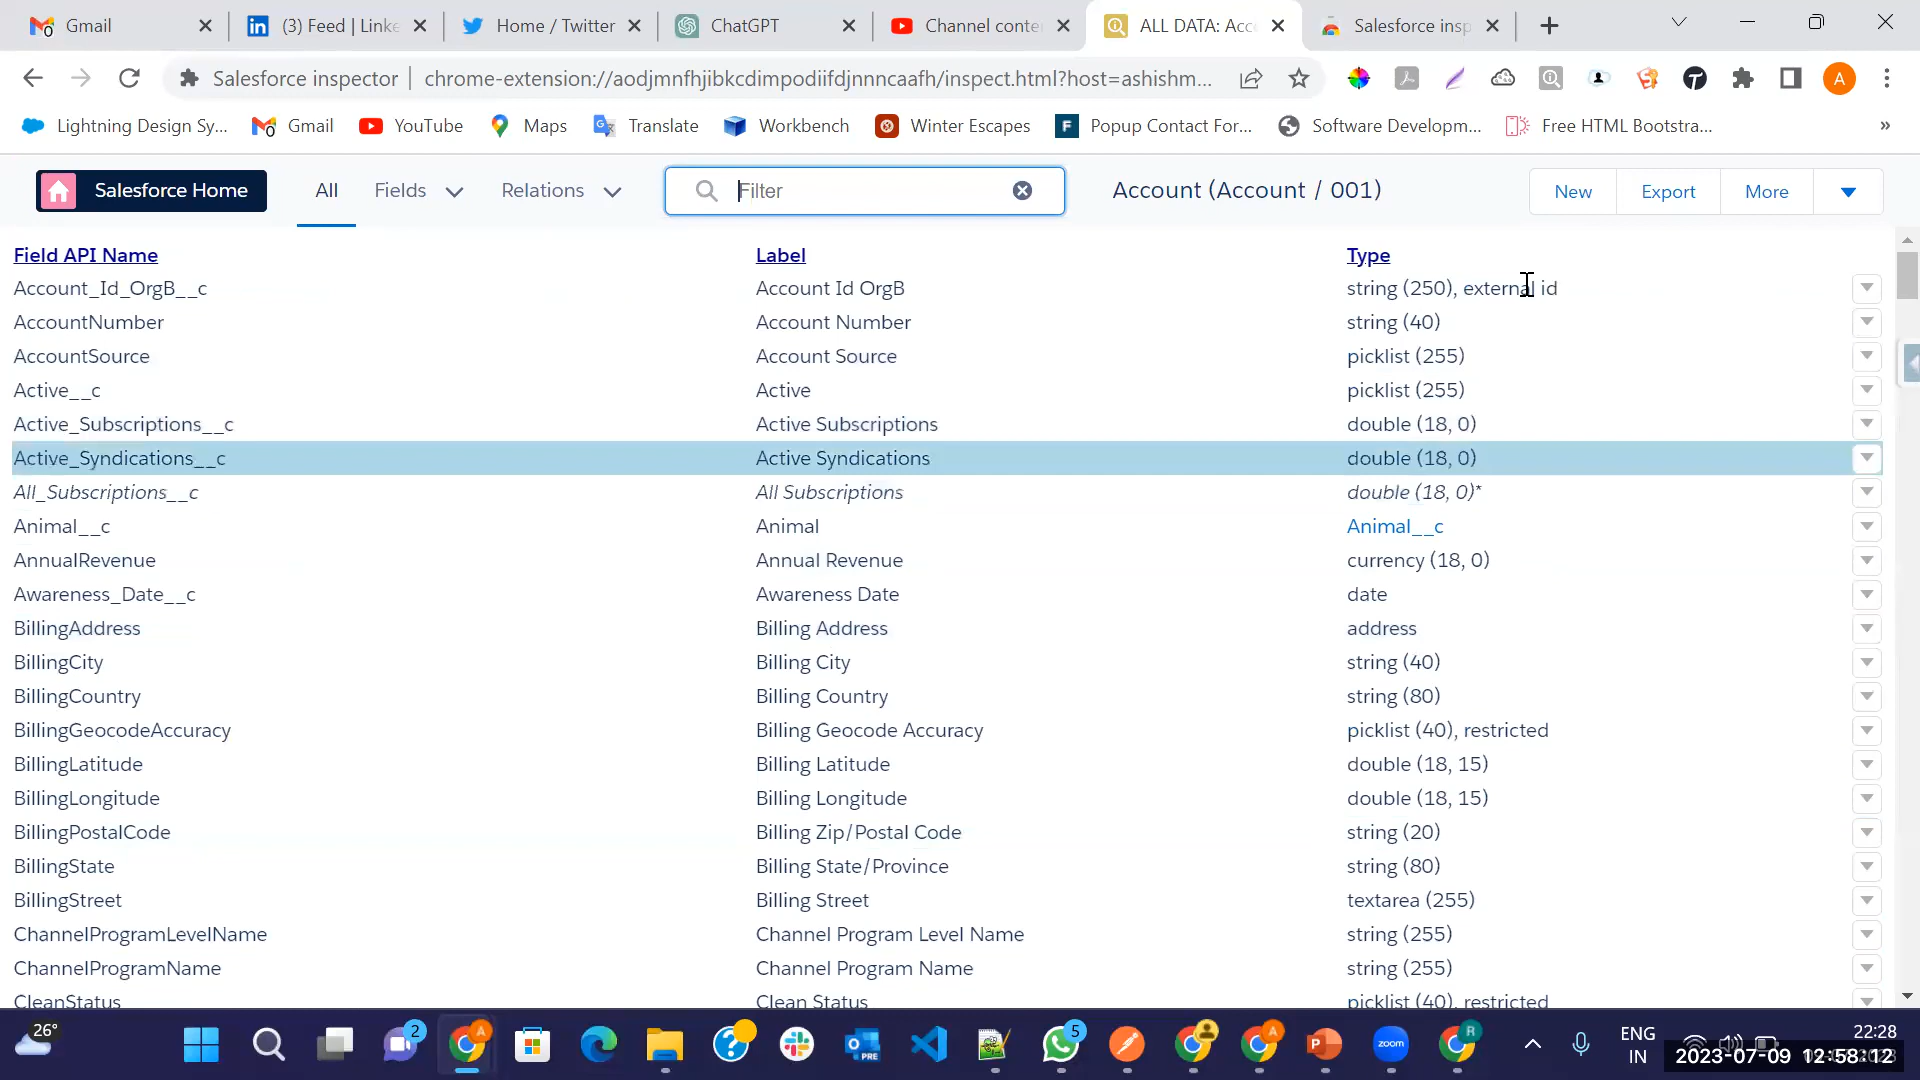 Gmail (3) Feed | Linke Home / Twitter ChatGPT Channel conte ALL DATA: Acc Salesforce insp
Salesforce inspector chrome-extension://aodjmnfhjibkcdimpodiifdjnnncaafh/inspect.html?host=ashishm... A
Lightning Design Sy... Gmail YouTube Maps Translate Workbench Winter Escapes Popup Contact For... Software Developm... Free HTML Bootstra... »
Salesforce Home All Fields Relations Filter Account (Account / 001) New Export More
Field API Name Label Type
Account_Id_OrgB__c Account Id OrgB string (250), external id
AccountNumber Account Number string (40)
AccountSource Account Source picklist (255)
Active__c Active picklist (255)
Active_Subscriptions__c Active Subscriptions double (18, 0)
Active_Syndications__c Active Syndications double (18, 0)
All_Subscriptions__c All Subscriptions double (18, 0)*
Animal__c Animal Animal__c
AnnualRevenue Annual Revenue currency (18, 0)
Awareness_Date__c Awareness Date date
BillingAddress Billing Address address
BillingCity Billing City string (40)
BillingCountry Billing Country string (80)
BillingGeocodeAccuracy Billing Geocode Accuracy picklist (40), restricted
BillingLatitude Billing Latitude double (18, 15)
BillingLongitude Billing Longitude double (18, 15)
BillingPostalCode Billing Zip/Postal Code string (20)
BillingState Billing State/Province string (80)
BillingStreet Billing Street textarea (255)
ChannelProgramLevelName Channel Program Level Name string (255)
ChannelProgramName Channel Program Name string (255)
CleanStatus Clean Status picklist (40), restricted
26° 2 A PRE 5 A zoom R ENG 22:28
IN 2023-07-09 12:58:12